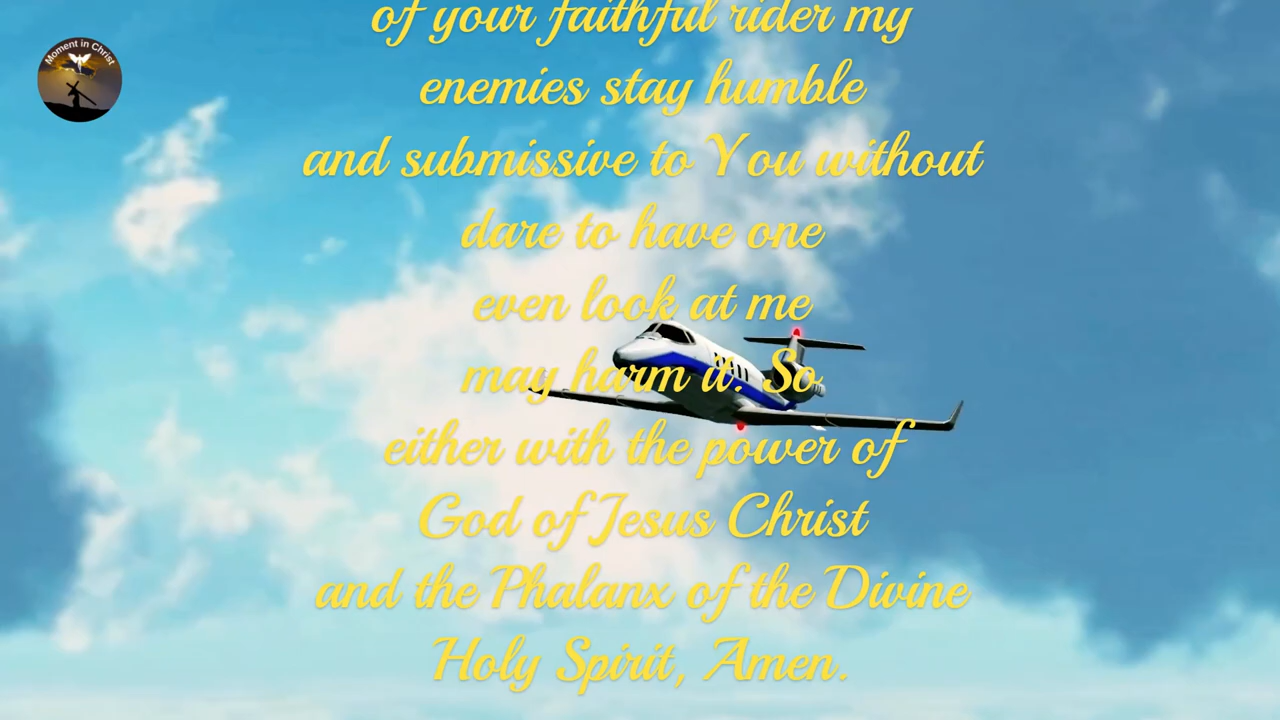 Moment in Christ
of your faithful rider my
enemies stay humble
and submissive to You without
dare to have one
even look at me
may harm it. So
either with the power of
God of Jesus Christ
and the Phalanx of the Divine
Holy Spirit, Amen.